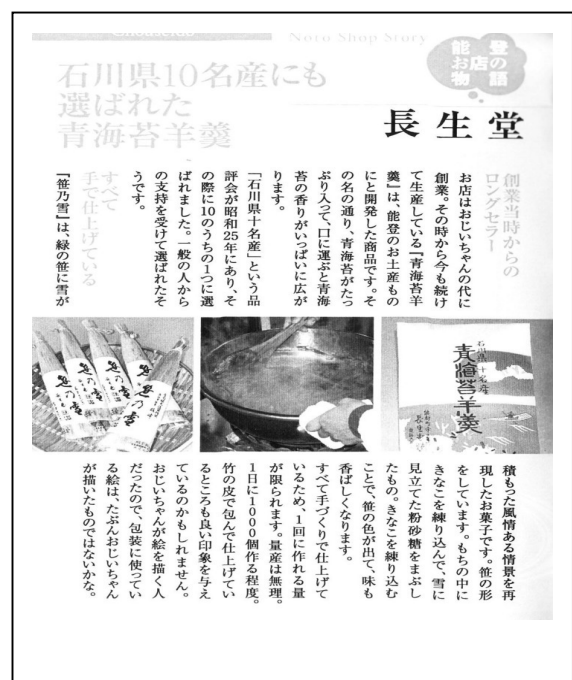 Noto Shop Story
能登
お店の
物語
石川県10名産にも
選ばれた
青海苔羊羹
長生堂
創業当時からの
ロングセラー
お店はおじいちゃんの代に
創業。その時から今も続け
て生産している『青海苔羊
羹』は、能登のお土産もの
にと開発した商品です。そ
の名の通り、青海苔がたっ
ぷり入って、口に運ぶと青海
苔の香りがいっぱいに広が
ります。
「石川県十名産」という品
評会が昭和25年にあり、そ
の際に10のうちの1つに選
ばれました。一般の人から
の支持を受けて選ばれたそ
うです。
すべて
手で仕上げている
『笹乃雪』は、緑の笹に雪が
笹乃雪
笹乃雪
笹乃雪
笹乃雪
石川県十名産
青海苔羊羹
積もった風情ある情景を再
現したお菓子です。笹の形
をしています。もちの中に
きなこを練り込んで、雪に
見立てた粉砂糖をまぶし
たもの。きなこを練り込む
ことで、笹の色が出て、味も
香ばしくなります。
すべて手づくりで仕上げて
いるため、1回に作れる量
が限られます。量産は無理。
1日に1000個作る程度。
竹の皮で包んで仕上げてい
るところも良い印象を与え
ているのかもしれません。
おじいちゃんが絵を描く人
だったので、包装に使ってい
る絵は、たぶんおじいちゃん
が描いたものではないかな。